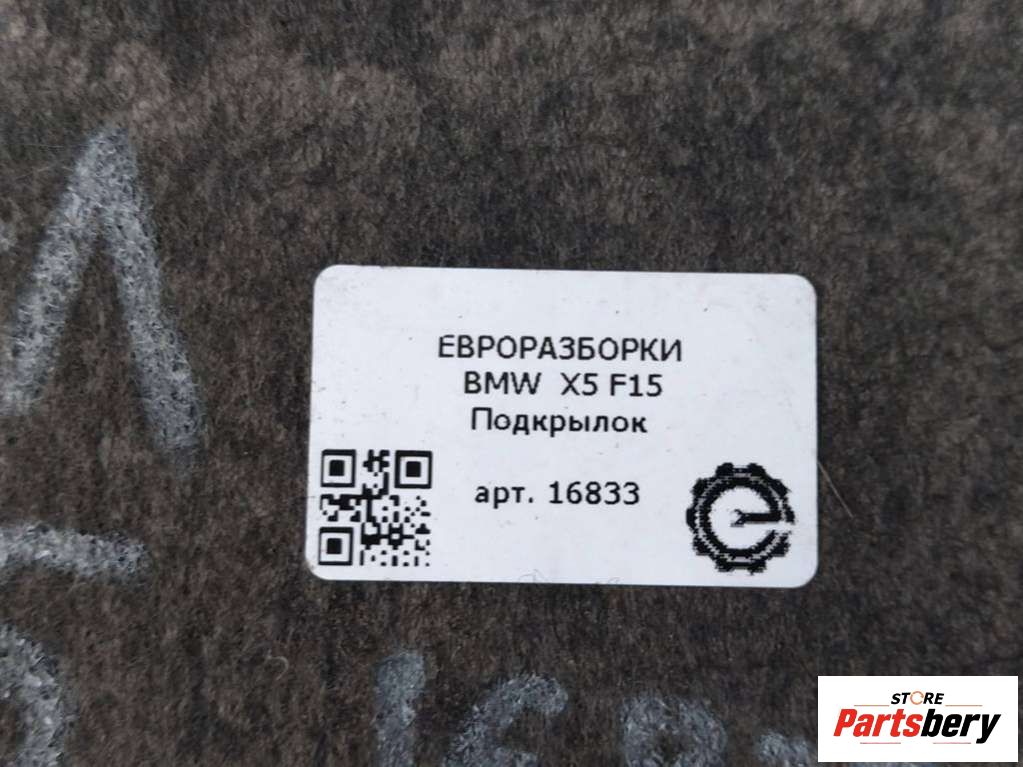 ЕВРОРАЗБОРКИ
BMW X5 F15
Подкрылок
арт. 16833
STORE
Partsbery